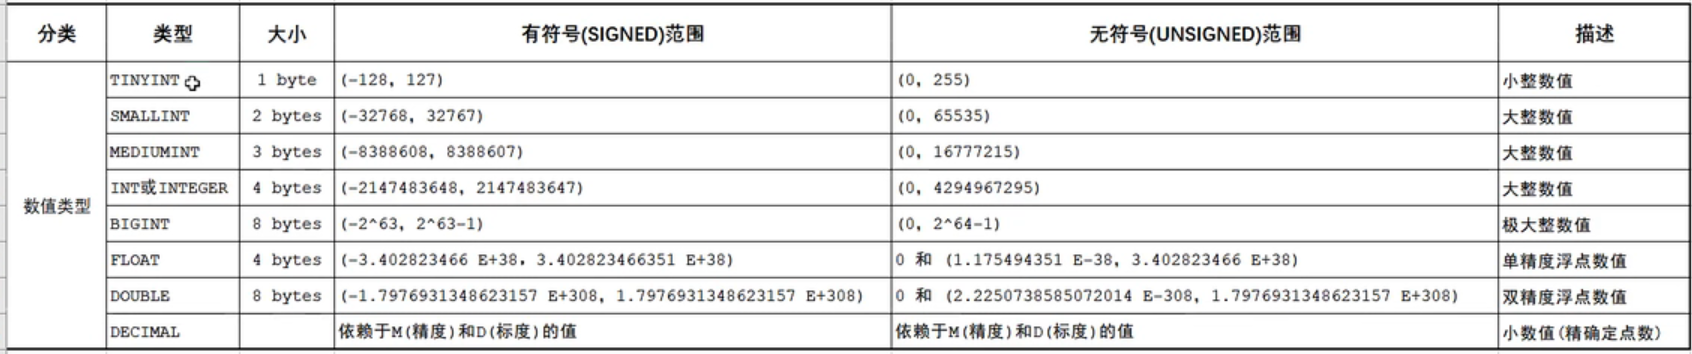 分类 类型 大小 有符号(SIGNED)范围 无符号(UNSIGNED)范围 描述
TINYINT 1 byte (-128, 127) (0, 255) 小整数值
SMALLINT 2 bytes (-32768, 32767) (0, 65535) 大整数值
MEDIUMINT 3 bytes (-8388608, 8388607) (0, 16777215) 大整数值
数值类型 INT或INTEGER 4 bytes (-2147483648, 2147483647) (0, 4294967295) 大整数值
BIGINT 8 bytes (-2^63, 2^63-1) (0, 2^64-1) 极大整数值
FLOAT 4 bytes (-3.402823466 E+38, 3.402823466351 E+38) 0 和 (1.175494351 E-38, 3.402823466 E+38) 单精度浮点数值
DOUBLE 8 bytes (-1.7976931348623157 E+308, 1.7976931348623157 E+308) 0 和 (2.2250738585072014 E-308, 1.7976931348623157 E+308) 双精度浮点数值
DECIMAL 依赖于M(精度)和D(标度)的值 依赖于M(精度)和D(标度)的值 小数值(精确定点数)